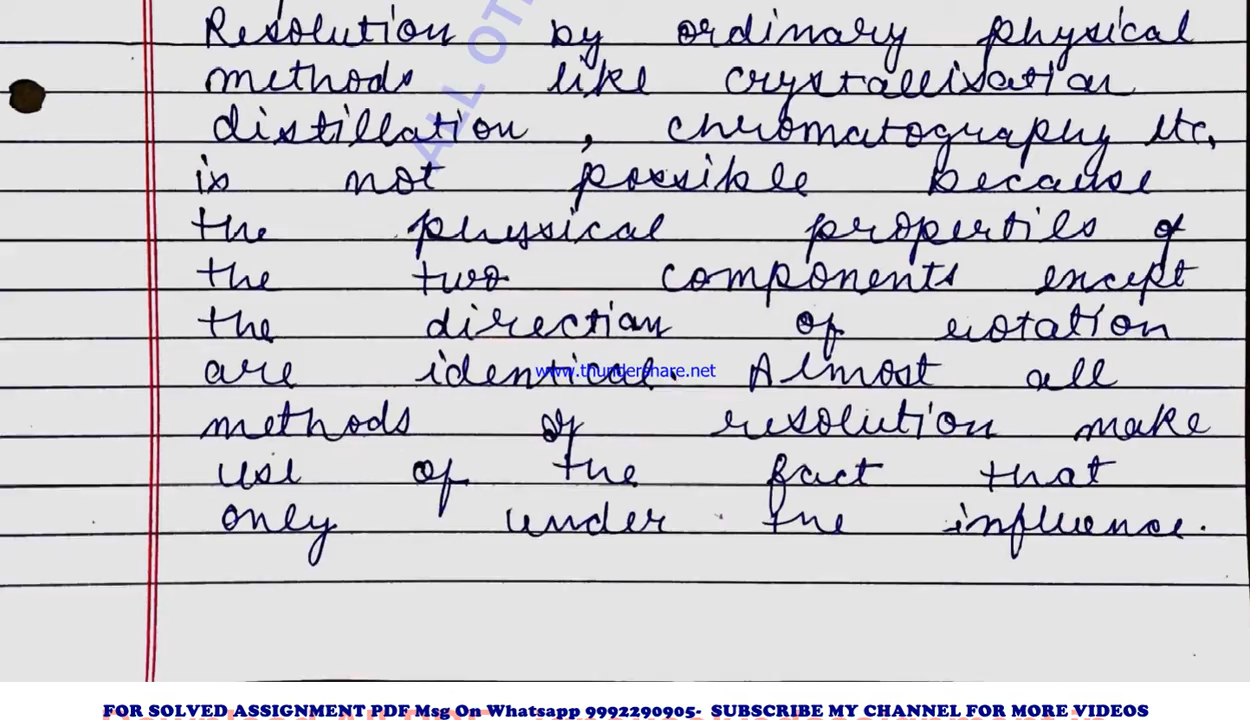 Resolution by ordinary physical
methods like crystallisation
distillation, chromatography etc,
is not possible because
the physical properties of
the two components except
the direction of rotation
are identical. Almost all
www.thundershare.net
methods of resolution make
use of the fact that
only under the influence.
ALL OT
FOR SOLVED ASSIGNMENT PDF Msg On Whatsapp 9992290905- SUBSCRIBE MY CHANNEL FOR MORE VIDEOS